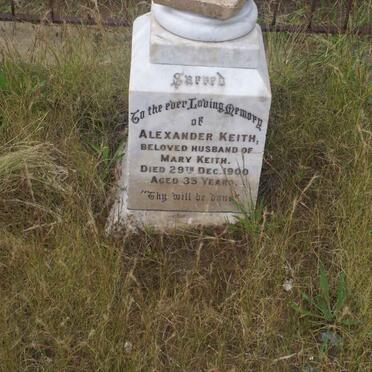 Sacred
To the ever Loving Memory
OF
ALEXANDER KEITH,
BELOVED HUSBAND OF
MARY KEITH.
DIED 29TH DEC. 1900
AGED 35 YEARS.
"Thy will be done"